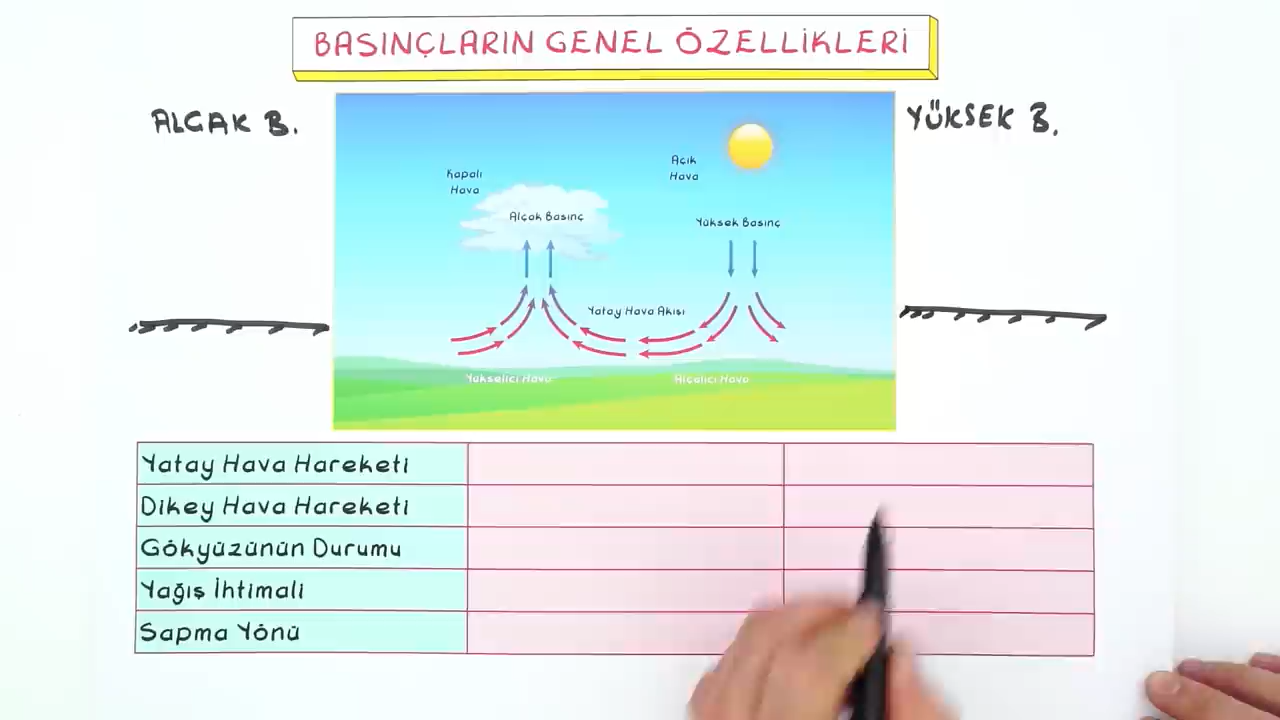 BASINÇLARIN GENEL ÖZELLİKLERİ
ALCAK B.
YÜKSEK B.
Kapalı
Hava
Açık
Hava
Alçak Basınç
Yüksek Basınç
Yatay Hava Akışı
Yükselici Hava
Alçalıcı Hava
Yatay Hava Hareketi
Dikey Hava Hareketi
Gökyüzünün Durumu
Yağış İhtimali
Sapma Yönü